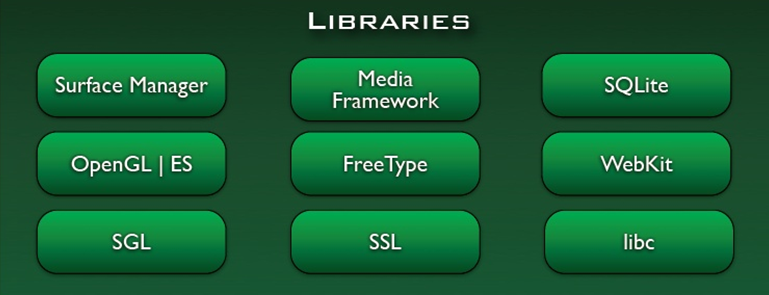 LIBRARIES
Surface Manager
Media
Framework
SQLite
OpenGL | ES
FreeType
WebKit
SGL
SSL
libc